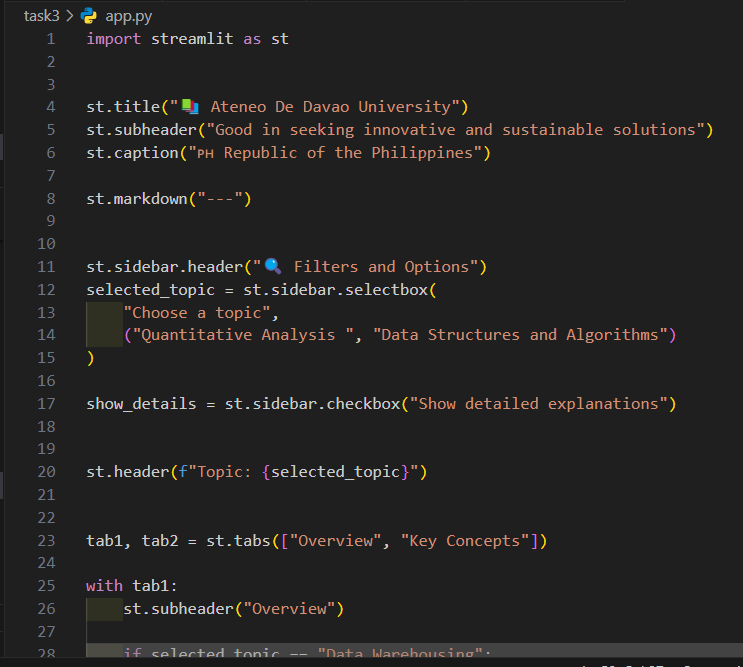 task3 > app.py
1 import streamlit as st
2
3
4 st.title("📚 Ateneo De Davao University")
5 st.subheader("Good in seeking innovative and sustainable solutions")
6 st.caption("🇵🇭 Republic of the Philippines")
7
8 st.markdown("---")
9
10
11 st.sidebar.header("🔍 Filters and Options")
12 selected_topic = st.sidebar.selectbox(
13 "Choose a topic",
14 ("Quantitative Analysis ", "Data Structures and Algorithms")
15 )
16
17 show_details = st.sidebar.checkbox("Show detailed explanations")
18
19
20 st.header(f"Topic: {selected_topic}")
21
22
23 tab1, tab2 = st.tabs(["Overview", "Key Concepts"])
24
25 with tab1:
26 st.subheader("Overview")
27
28 if selected_topic == "Data Warehousing":